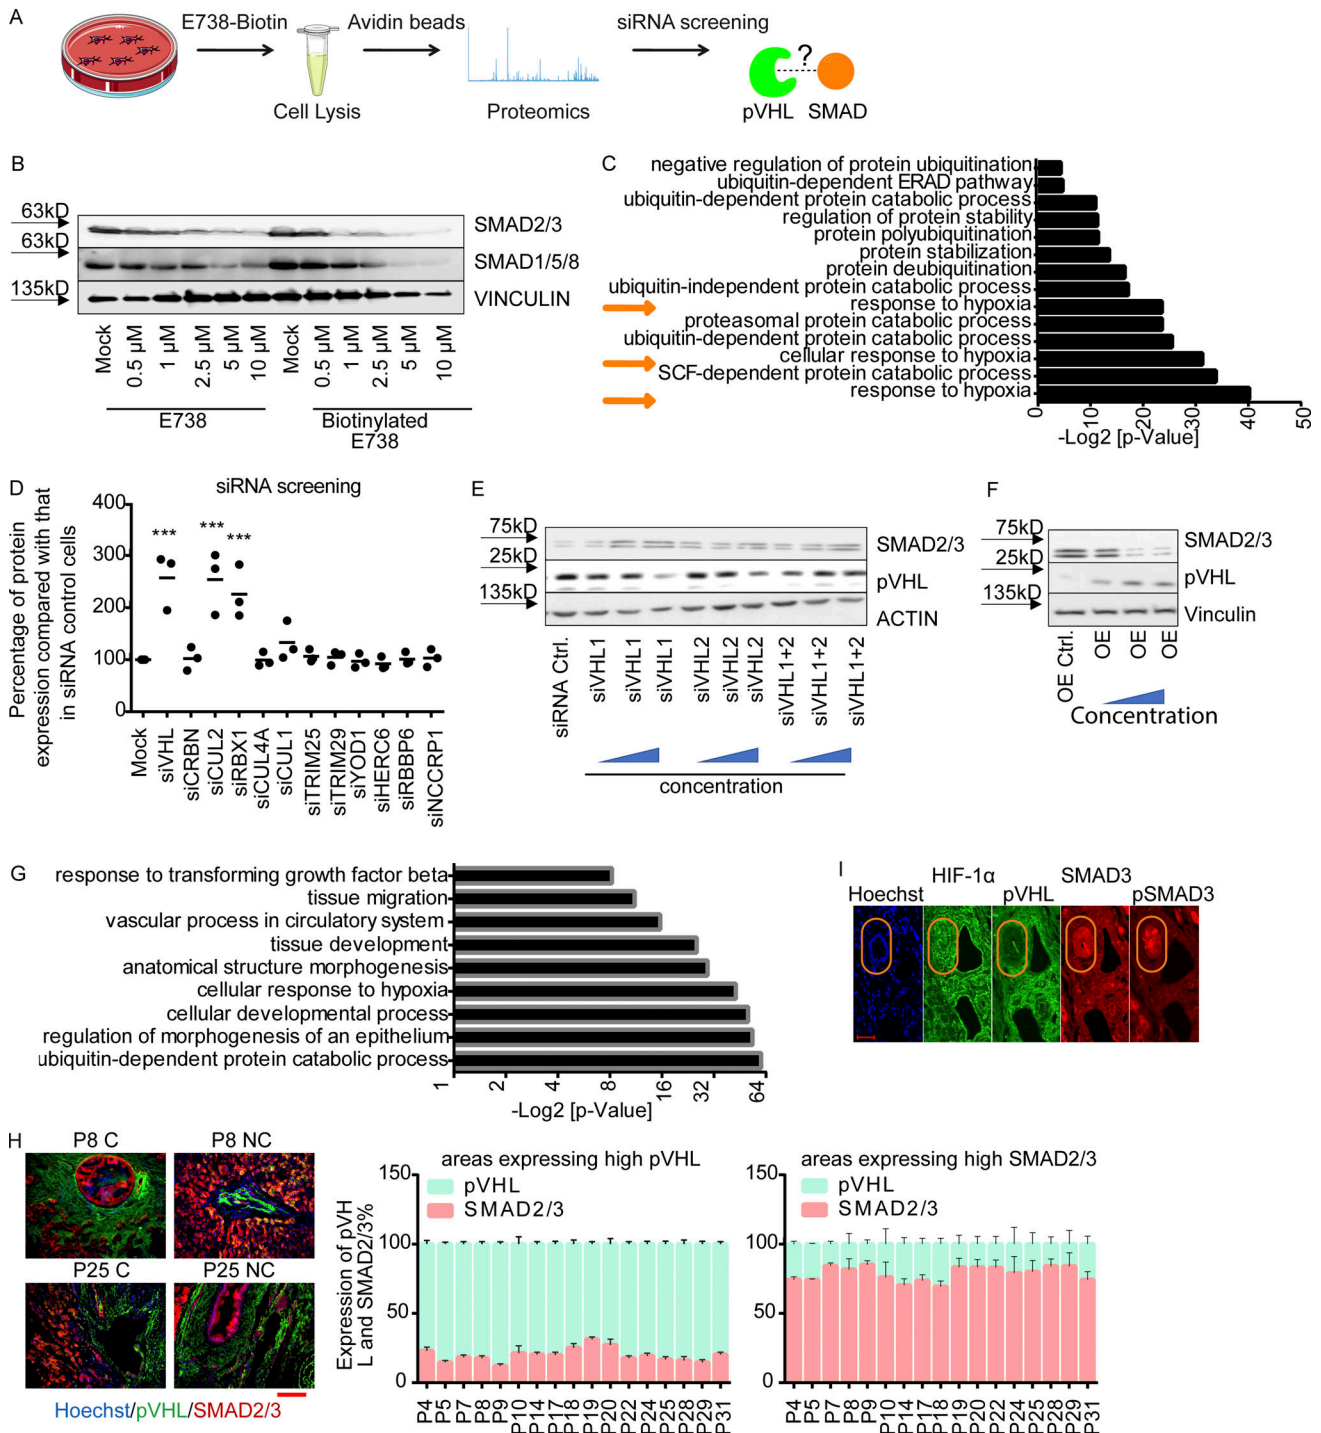 A
E738-Biotin
Avidin beads
siRNA screening
Cell Lysis
Proteomics
?
pVHL
SMAD
B
63kD
63kD
135kD
SMAD2/3
SMAD1/5/8
VINCULIN
Mock
0.5 µM
1 µM
2.5 µM
5 µM
10 µM
Mock
0.5 µM
1 µM
2.5 µM
5 µM
10 µM
E738
Biotinylated
E738
C
negative regulation of protein ubiquitination
ubiquitin-dependent ERAD pathway
ubiquitin-dependent protein catabolic process
regulation of protein stability
protein polyubiquitination
protein stabilization
protein deubiquitination
ubiquitin-independent protein catabolic process
response to hypoxia
proteasomal protein catabolic process
ubiquitin-dependent protein catabolic process
cellular response to hypoxia
SCF-dependent protein catabolic process
response to hypoxia
0
10
20
30
40
50
-Log2 [p-Value]
D
siRNA screening
Percentage of protein
expression compared with that
in siRNA control cells
400
300
200
100
0
***
***
***
Mock
siVHL
siCRBN
siCUL2
siRBX1
siCUL4A
siCUL1
siTRIM25
siTRIM29
siYOD1
siHERC6
siRBBP6
siNCCRP1
E
75kD
25kD
135kD
SMAD2/3
pVHL
ACTIN
siRNA Ctrl.
siVHL1
siVHL1
siVHL1
siVHL2
siVHL2
siVHL2
siVHL1+2
siVHL1+2
siVHL1+2
concentration
F
75kD
25kD
135kD
SMAD2/3
pVHL
Vinculin
OE Ctrl.
OE
OE
OE
Concentration
G
response to transforming growth factor beta
tissue migration
vascular process in circulatory system
tissue development
anatomical structure morphogenesis
cellular response to hypoxia
cellular developmental process
regulation of morphogenesis of an epithelium
ubiquitin-dependent protein catabolic process
1
2
4
8
16
32
64
-Log2 [p-Value]
I
HIF-1α
SMAD3
Hoechst
pVHL
pSMAD3
H
P8 C
P8 NC
P25 C
P25 NC
Hoechst/pVHL/SMAD2/3
Expression of pVH
L and SMAD2/3%
areas expressing high pVHL
150
100
50
0
pVHL
SMAD2/3
P4
P5
P7
P8
P9
P10
P14
P17
P18
P19
P20
P22
P24
P25
P28
P29
P31
areas expressing high SMAD2/3
150
100
50
0
pVHL
SMAD2/3
P4
P5
P7
P8
P9
P10
P14
P17
P18
P19
P20
P22
P24
P25
P28
P29
P31